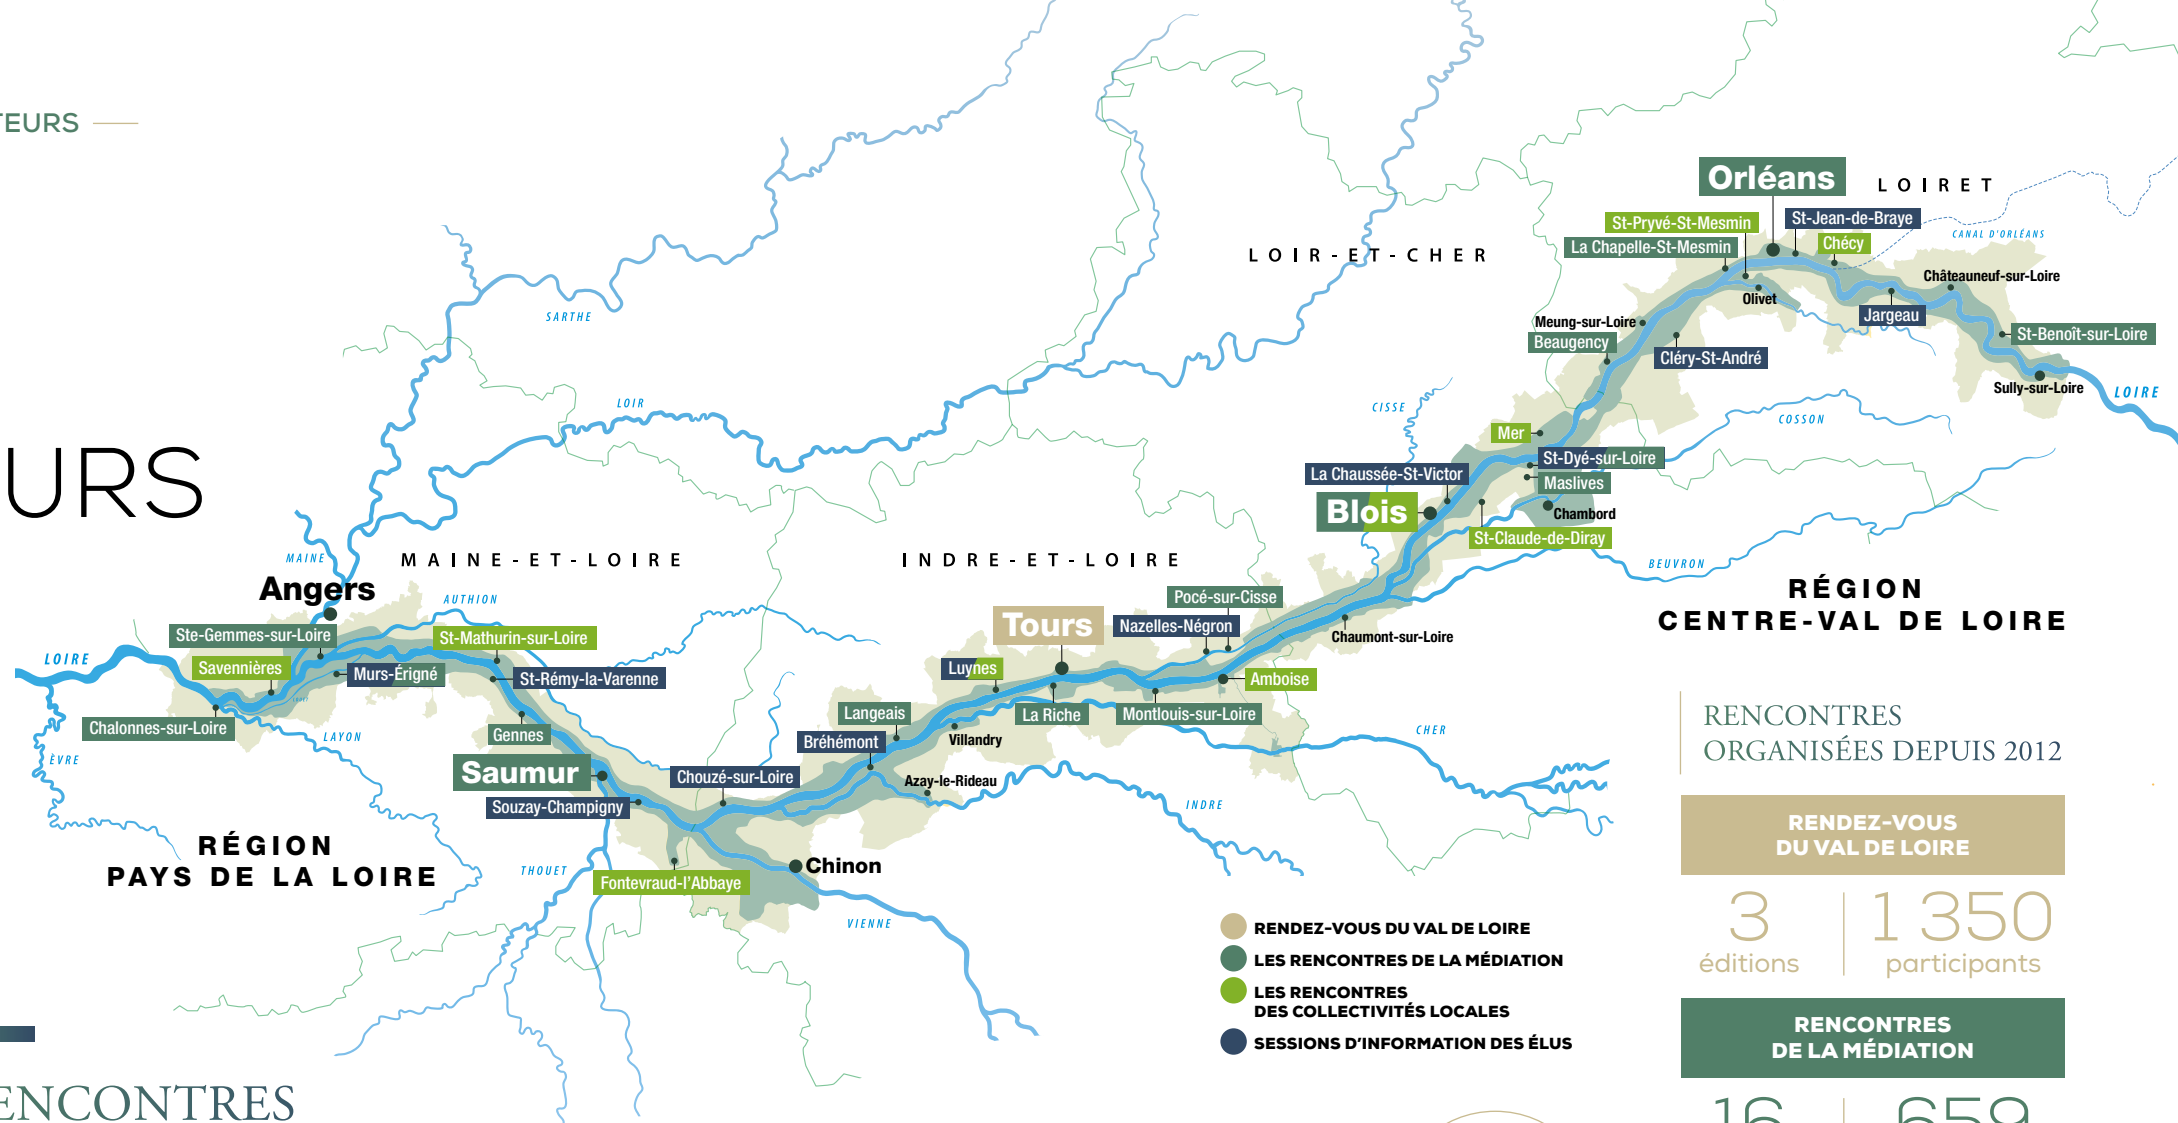 TEURS
URS
ENCONTRES
Orléans
LOIRET
St-Pryvé-St-Mesmin
St-Jean-de-Braye
La Chapelle-St-Mesmin
Chécy
CANAL D'ORLÉANS
LOIR-ET-CHER
Châteauneuf-sur-Loire
Olivet
Jargeau
Meung-sur-Loire
Beaugency
St-Benoît-sur-Loire
Cléry-St-André
Sully-sur-Loire
LOIRE
SARTHE
LOIR
CISSE
COSSON
Mer
St-Dyé-sur-Loire
La Chaussée-St-Victor
Maslives
Blois
Chambord
St-Claude-de-Diray
BEUVRON
MAINE
MAINE-ET-LOIRE
INDRE-ET-LOIRE
RÉGION
CENTRE-VAL DE LOIRE
Angers
AUTHION
Pocé-sur-Cisse
Tours
Nazelles-Négron
Chaumont-sur-Loire
Ste-Gemmes-sur-Loire
St-Mathurin-sur-Loire
LOIRE
Savennières
Murs-Érigné
St-Rémy-la-Varenne
Luynes
Amboise
Chalonnes-sur-Loire
LAYON
Gennes
Langeais
La Riche
Montlouis-sur-Loire
CHER
Bréhémont
Villandry
ÈVRE
Saumur
Chouzé-sur-Loire
Azay-le-Rideau
Souzay-Champigny
INDRE
RÉGION
PAYS DE LA LOIRE
THOUET
Fontevraud-l'Abbaye
Chinon
VIENNE
RENDEZ-VOUS DU VAL DE LOIRE
LES RENCONTRES DE LA MÉDIATION
LES RENCONTRES
DES COLLECTIVITÉS LOCALES
SESSIONS D'INFORMATION DES ÉLUS
RENCONTRES
ORGANISÉES DEPUIS 2012
RENDEZ-VOUS
DU VAL DE LOIRE
3
éditions
1 350
participants
RENCONTRES
DE LA MÉDIATION
16
659